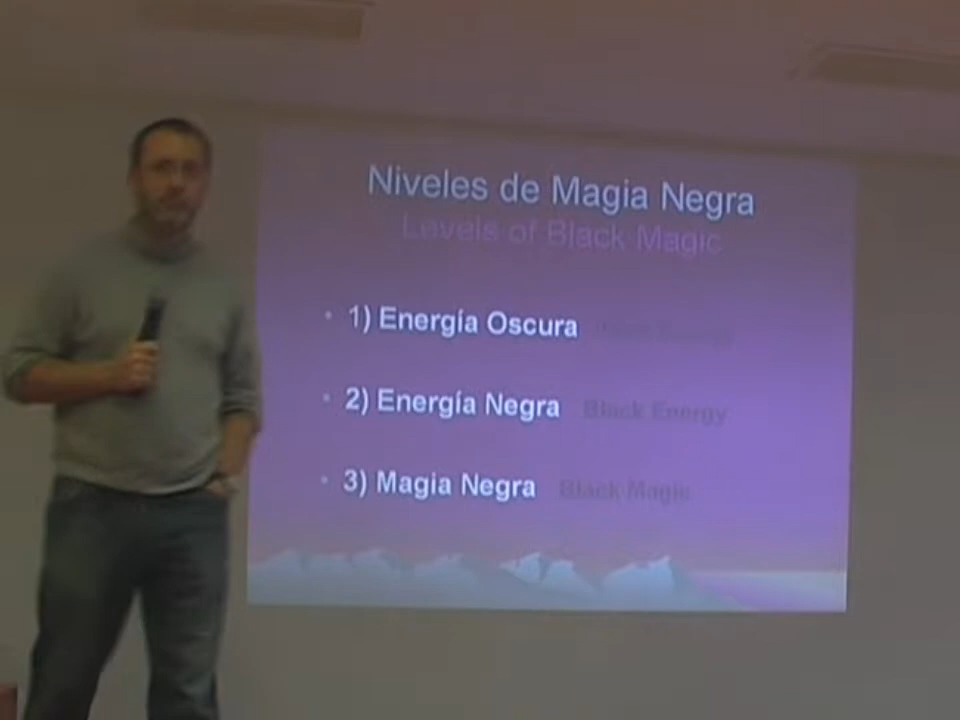 Niveles de Magia Negra
Levels of Black Magic
1) Energía Oscura
2) Energía Negra Black Energy
3) Magia Negra Black Magic